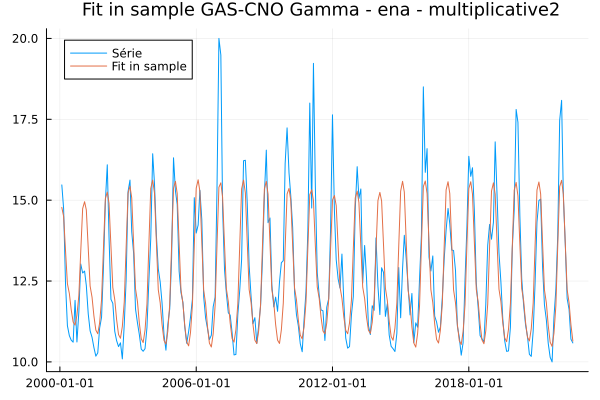 Fit in sample GAS-CNO Gamma - ena - multiplicative2
Série
Fit in sample
20.0
17.5
15.0
12.5
10.0
2000-01-01 2006-01-01 2012-01-01 2018-01-01